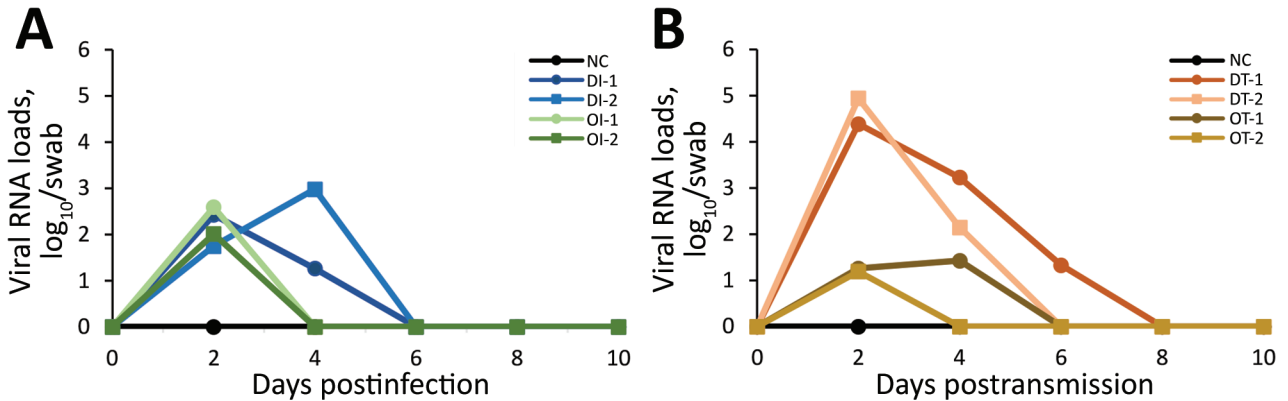 A
Viral RNA loads,
log10/swab
6
5
4
3
2
1
0
0 2 4 6 8 10
Days postinfection
NC
DI-1
DI-2
OI-1
OI-2
B
Viral RNA loads,
log10/swab
6
5
4
3
2
1
0
0 2 4 6 8 10
Days postransmission
NC
DT-1
DT-2
OT-1
OT-2